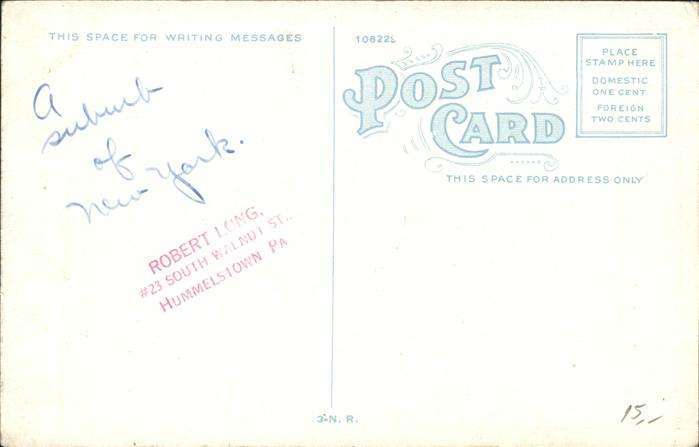 THIS SPACE FOR WRITING MESSAGES
A
suburb
of
New York.
ROBERT LONG,
#23 SOUTH WALNUT ST.,
HUMMELSTOWN PA
108229
POST
CARD
PLACE
STAMP HERE
DOMESTIC
ONE CENT
FOREIGN
TWO CENTS
THIS SPACE FOR ADDRESS ONLY
3-N. R.
15,-